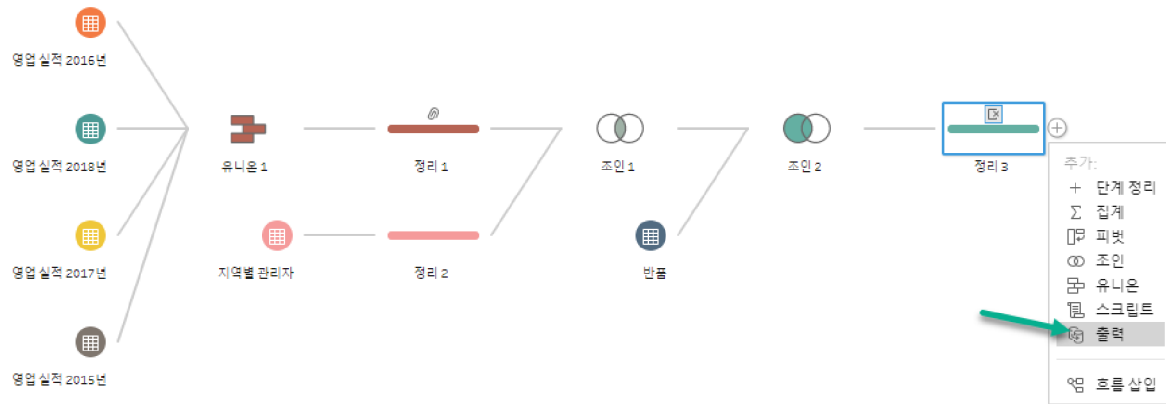 영업 실적 2016년
영업 실적 2018년
유니온 1
정리 1
조인 1
조인 2
정리 3
영업 실적 2017년
지역별 관리자
정리 2
반품
영업 실적 2015년
추가:
단계 정리
집계
피벗
조인
유니온
스크립트
출력
흐름 삽입